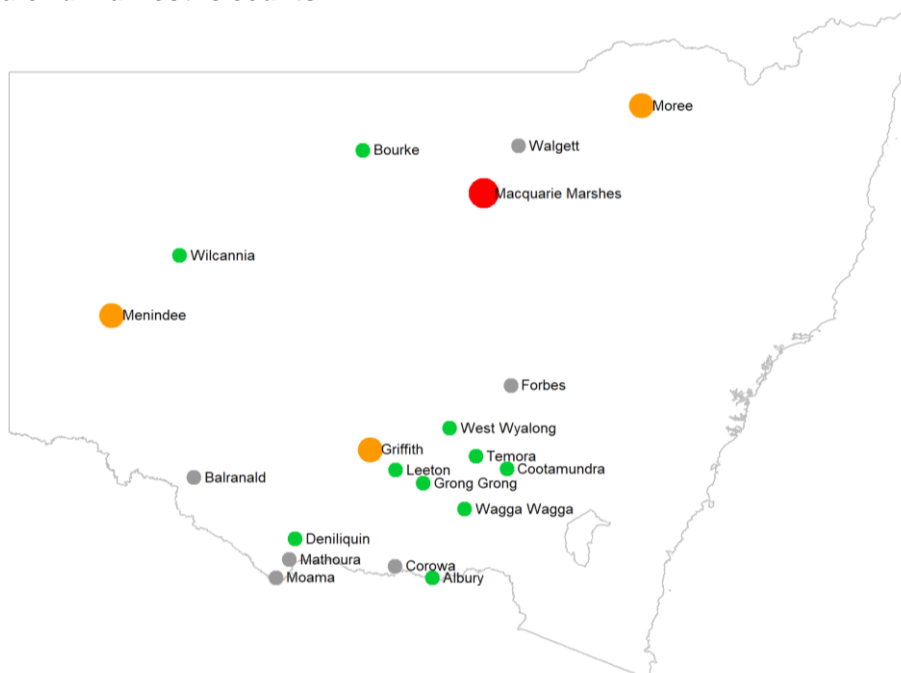 Moree
Walgett
Bourke
Macquarie Marshes
Wilcannia
Menindee
Forbes
West Wyalong
Griffith
Temora
Leeton
Cootamundra
Balranald
Grong Grong
Wagga Wagga
Deniliquin
Mathoura
Corowa
Moama
Albury